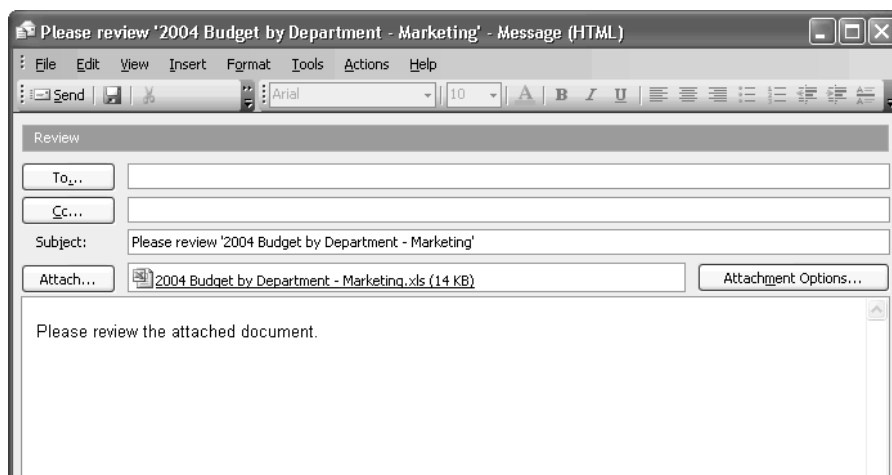 Please review '2004 Budget by Department - Marketing' - Message (HTML)
File Edit View Insert Format Tools Actions Help
Send Arial 10 A B I U
Review
To...
Cc...
Subject: Please review '2004 Budget by Department - Marketing'
Attach... 2004 Budget by Department - Marketing.xls (14 KB) Attachment Options...
Please review the attached document.